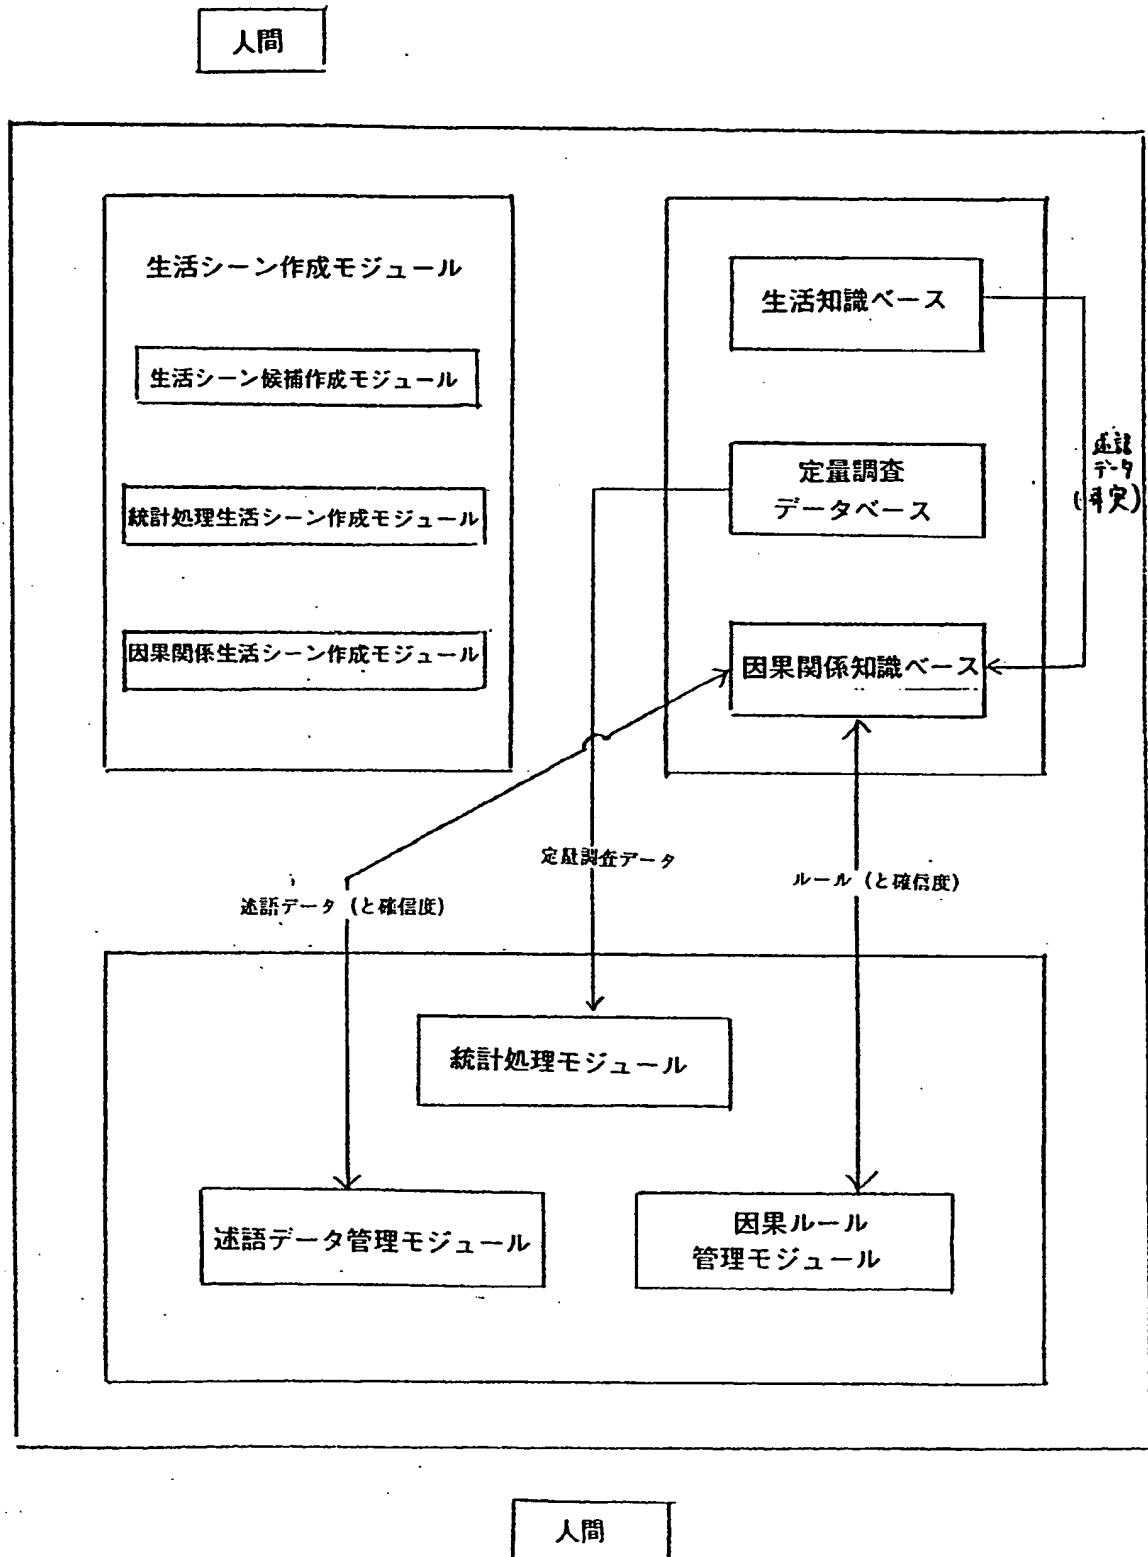 人間
生活シーン作成モジュール
生活シーン候補作成モジュール
統計処理生活シーン作成モジュール
因果関係生活シーン作成モジュール
生活知識ベース
定量調査
データベース
因果関係知識ベース
述語
データ
(事実)
定量調査データ
ルール (と確信度)
述語データ (と確信度)
統計処理モジュール
述語データ管理モジュール
因果ルール
管理モジュール
人間